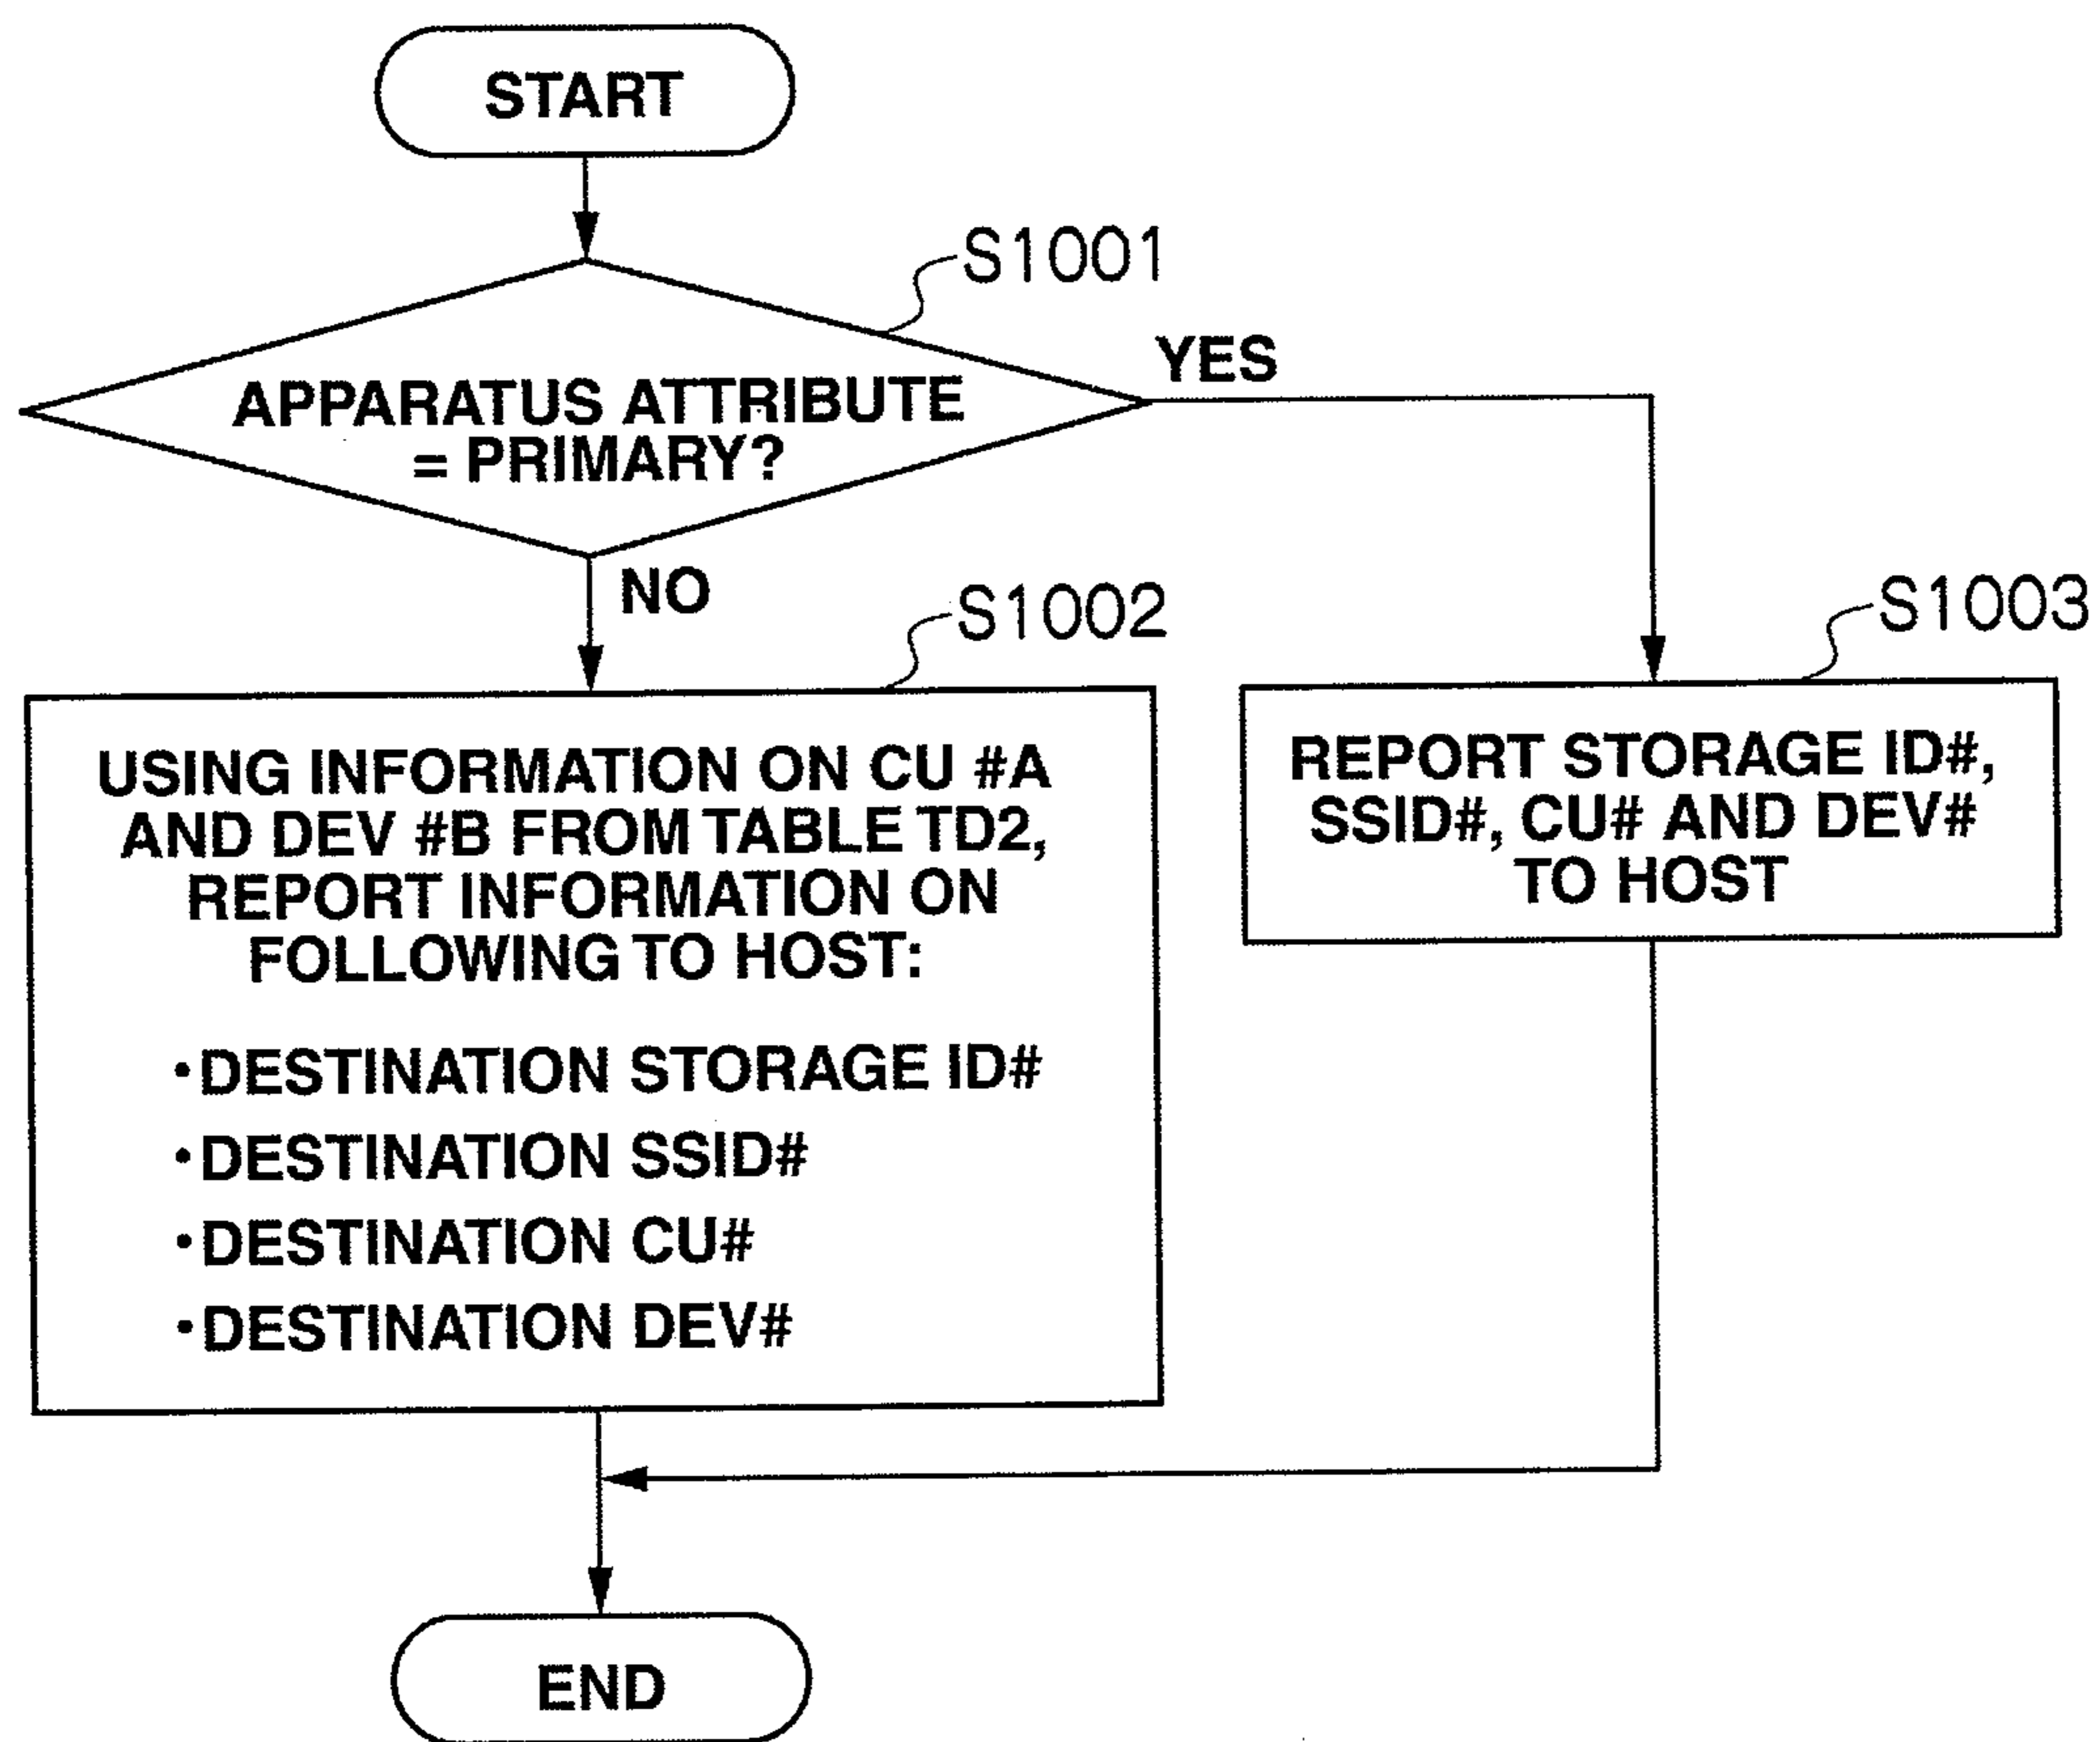 START
S1001
APPARATUS ATTRIBUTE
= PRIMARY?
YES
NO
S1002
USING INFORMATION ON CU #A
AND DEV #B FROM TABLE TD2,
REPORT INFORMATION ON
FOLLOWING TO HOST:
•DESTINATION STORAGE ID#
•DESTINATION SSID#
•DESTINATION CU#
•DESTINATION DEV#
S1003
REPORT STORAGE ID#,
SSID#, CU# AND DEV#
TO HOST
END